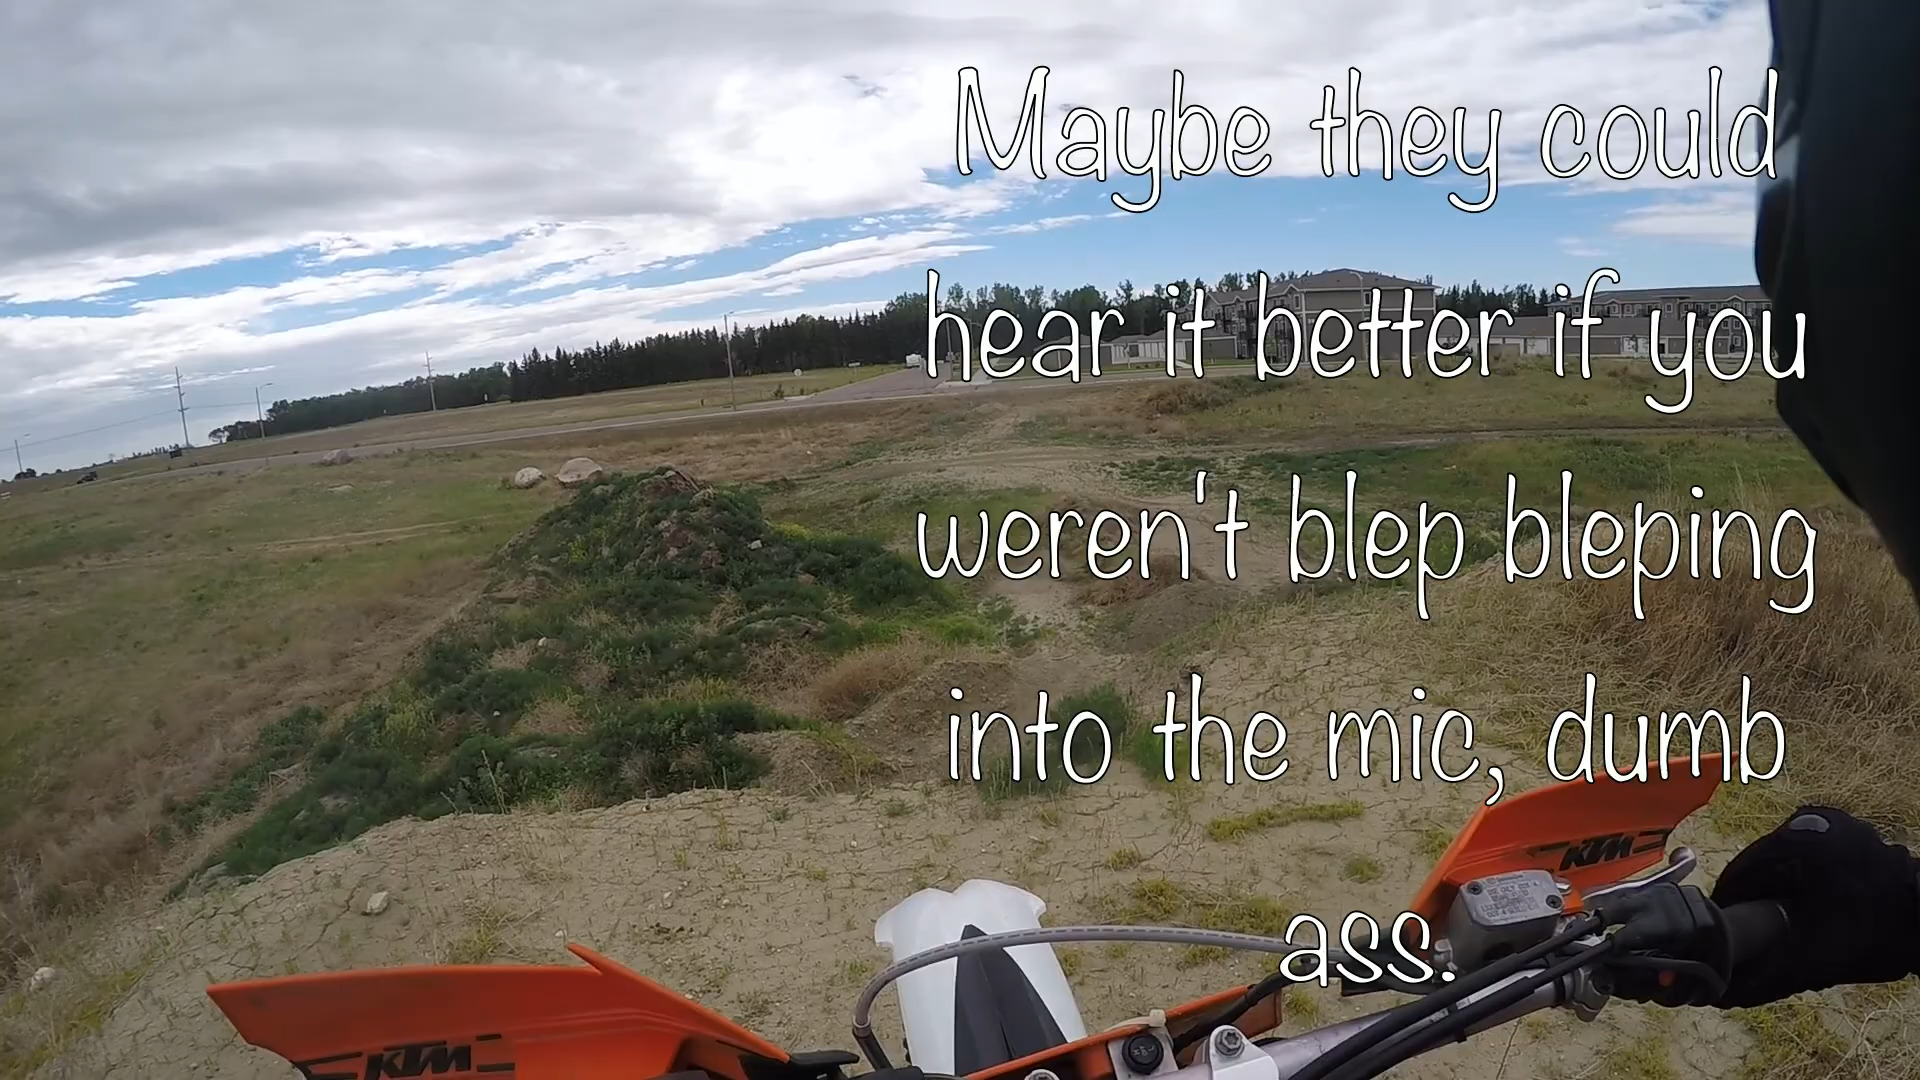 Maybe they could
hear it better if you
weren't blep bleping
into the mic, dumb
ass.
KTM
KTM